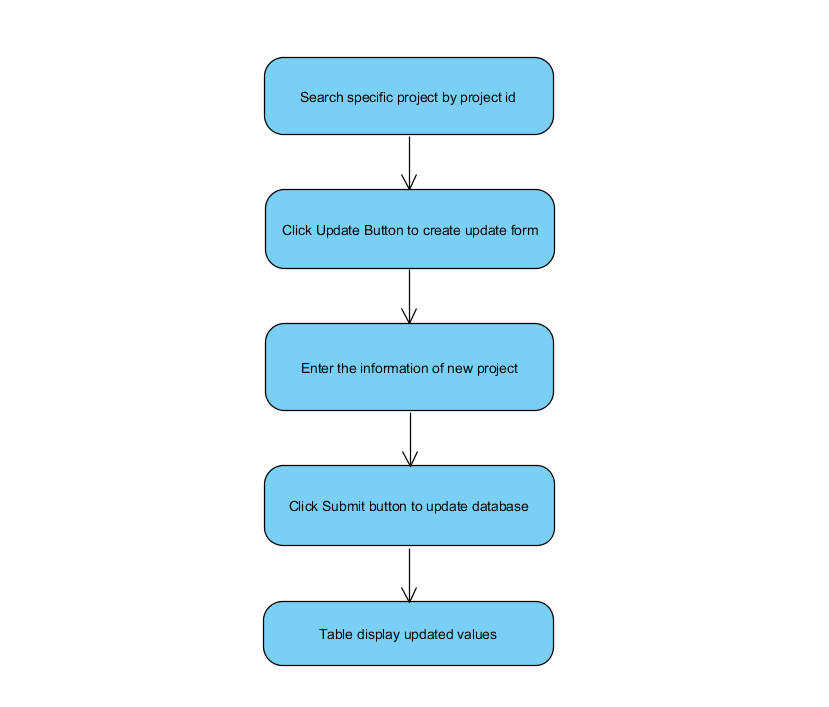 Search specific project by project id
Click Update Button to create update form
Enter the information of new project
Click Submit button to update database
Table display updated values